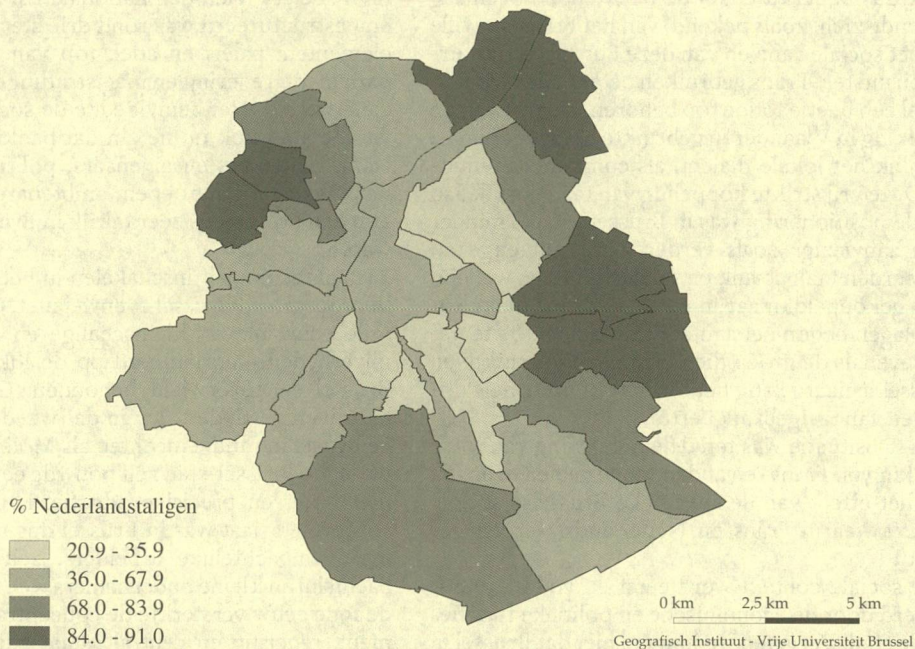 % Nederlandstaligen
20.9 - 35.9
36.0 - 67.9
68.0 - 83.9
84.0 - 91.0
0 km 2,5 km 5 km
Geografisch Instituut - Vrije Universiteit Brussel